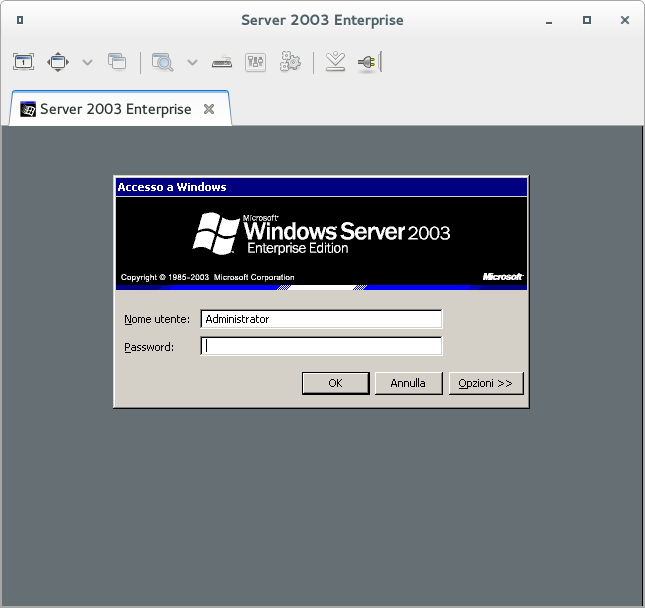 Server 2003 Enterprise
1
Server 2003 Enterprise
Accesso a Windows
Microsoft
Windows Server 2003
Enterprise Edition
Copyright © 1985-2003 Microsoft Corporation
Microsoft
Nome utente: Administrator
Password:
OK Annulla Opzioni >>